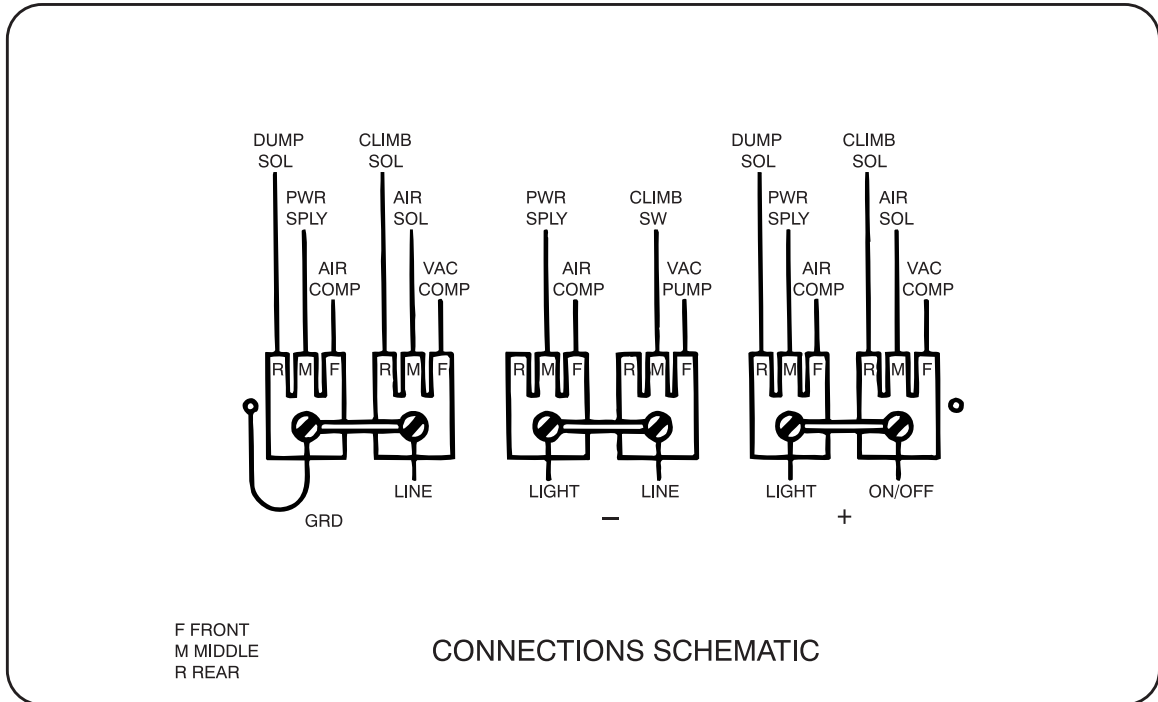 DUMP
SOL
CLIMB
SOL
DUMP
SOL
CLIMB
SOL
PWR
SPLY
AIR
SOL
PWR
SPLY
CLIMB
SW
PWR
SPLY
AIR
SOL
AIR
COMP
VAC
COMP
AIR
COMP
VAC
PUMP
AIR
COMP
VAC
COMP
R M F R M F R M F R M F R M F R M F
LINE LIGHT LINE LIGHT ON/OFF
GRD – +
F FRONT
M MIDDLE
R REAR
CONNECTIONS SCHEMATIC